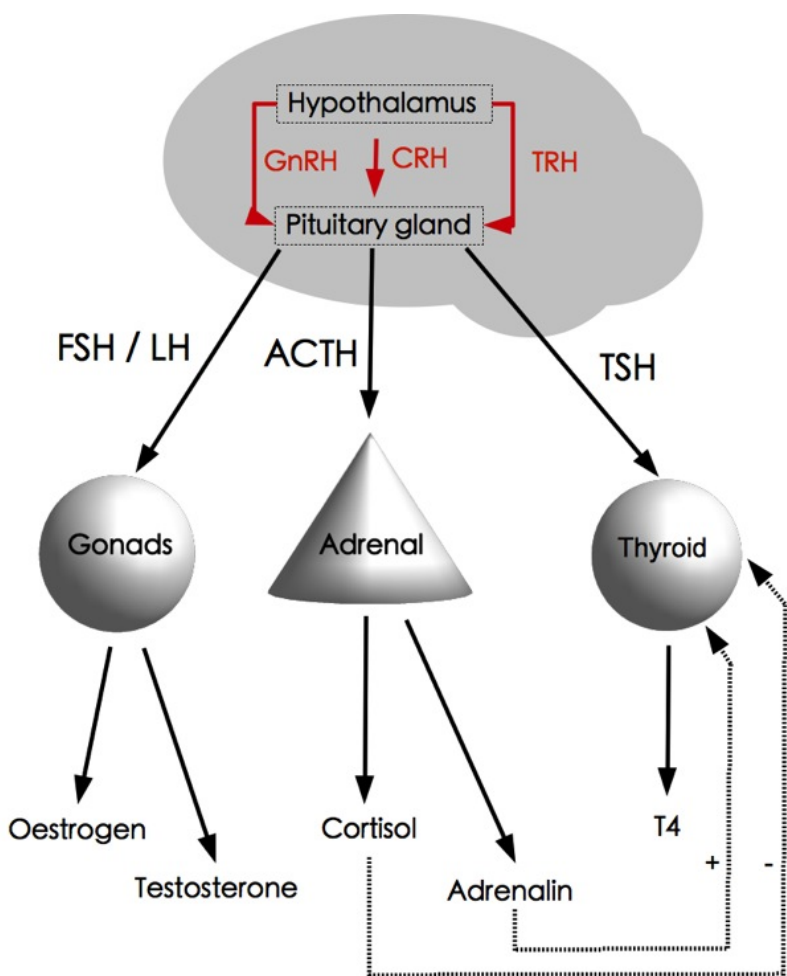 Hypothalamus
GnRH
CRH
TRH
Pituitary gland
FSH / LH
ACTH
TSH
Gonads
Adrenal
Thyroid
Oestrogen
Cortisol
T4
Testosterone
Adrenalin
+
-